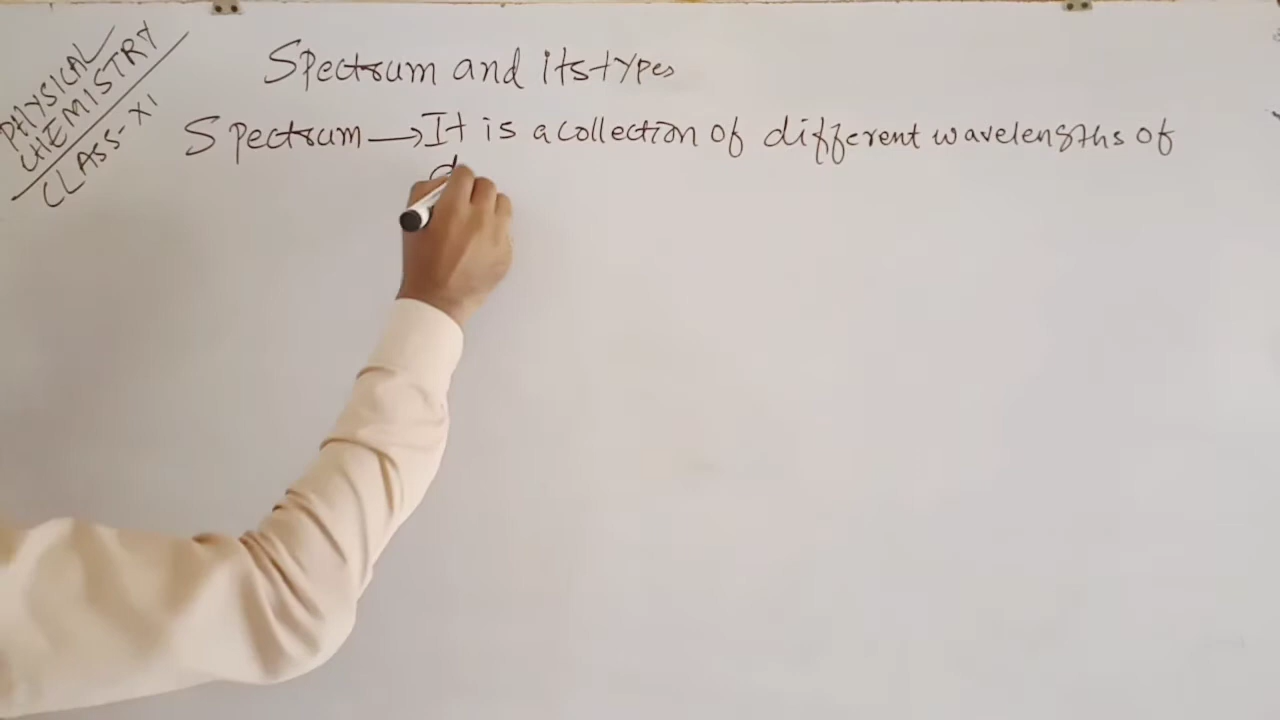 PHYSICAL
CHEMISTRY
CLASS-XI
Spectrum and its types
Spectrum → It is a collection of different wavelengths of
d